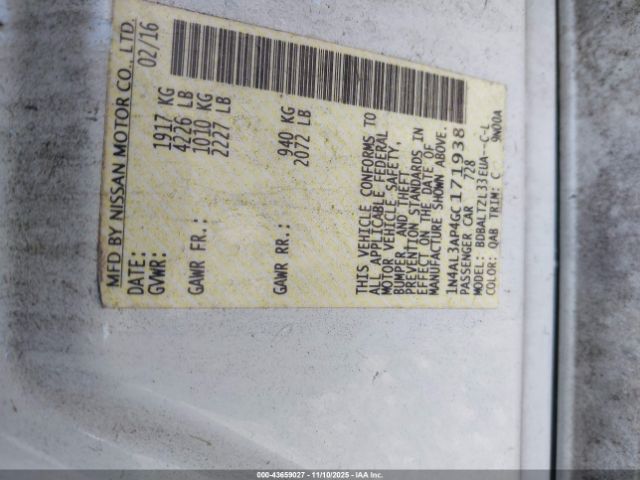 MFD BY NISSAN MOTOR CO., LTD.
DATE: 02/16
GVWR: 1917 KG
4226 LB
GAWR FR.: 1010 KG
2227 LB
GAWR RR.: 940 KG
2072 LB
THIS VEHICLE CONFORMS TO
ALL APPLICABLE FEDERAL
MOTOR VEHICLE SAFETY,
BUMPER, AND THEFT
PREVENTION STANDARDS IN
EFFECT ON THE DATE OF
MANUFACTURE SHOWN ABOVE.
1N4AL3AP4GC171938
PASSENGER CAR 728
MODEL: BDBALTZL33EUA--C-L
COLOR: QAB TRIM: C 9N00A
000-43659027 - 11/10/2025 - IAA Inc.